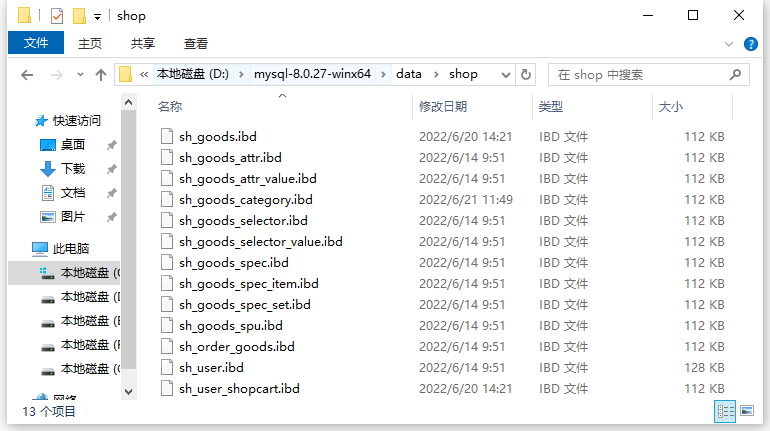 shop
文件 主页 共享 查看
« 本地磁盘 (D:) > mysql-8.0.27-winx64 > data > shop 在 shop 中搜索
名称 修改日期 类型 大小
快速访问
桌面
下载
文档
图片
此电脑
本地磁盘 (
本地磁盘 (
本地磁盘 (
本地磁盘 (
本地磁盘 (
网络
sh_goods.ibd 2022/6/20 14:21 IBD 文件 112 KB
sh_goods_attr.ibd 2022/6/14 9:51 IBD 文件 112 KB
sh_goods_attr_value.ibd 2022/6/14 9:51 IBD 文件 112 KB
sh_goods_category.ibd 2022/6/21 11:49 IBD 文件 112 KB
sh_goods_selector.ibd 2022/6/14 9:51 IBD 文件 112 KB
sh_goods_selector_value.ibd 2022/6/14 9:51 IBD 文件 112 KB
sh_goods_spec.ibd 2022/6/14 9:51 IBD 文件 112 KB
sh_goods_spec_item.ibd 2022/6/14 9:51 IBD 文件 112 KB
sh_goods_spec_set.ibd 2022/6/14 9:51 IBD 文件 112 KB
sh_goods_spu.ibd 2022/6/14 9:51 IBD 文件 112 KB
sh_order_goods.ibd 2022/6/14 9:51 IBD 文件 112 KB
sh_user.ibd 2022/6/14 9:51 IBD 文件 128 KB
sh_user_shopcart.ibd 2022/6/20 14:21 IBD 文件 112 KB
13 个项目